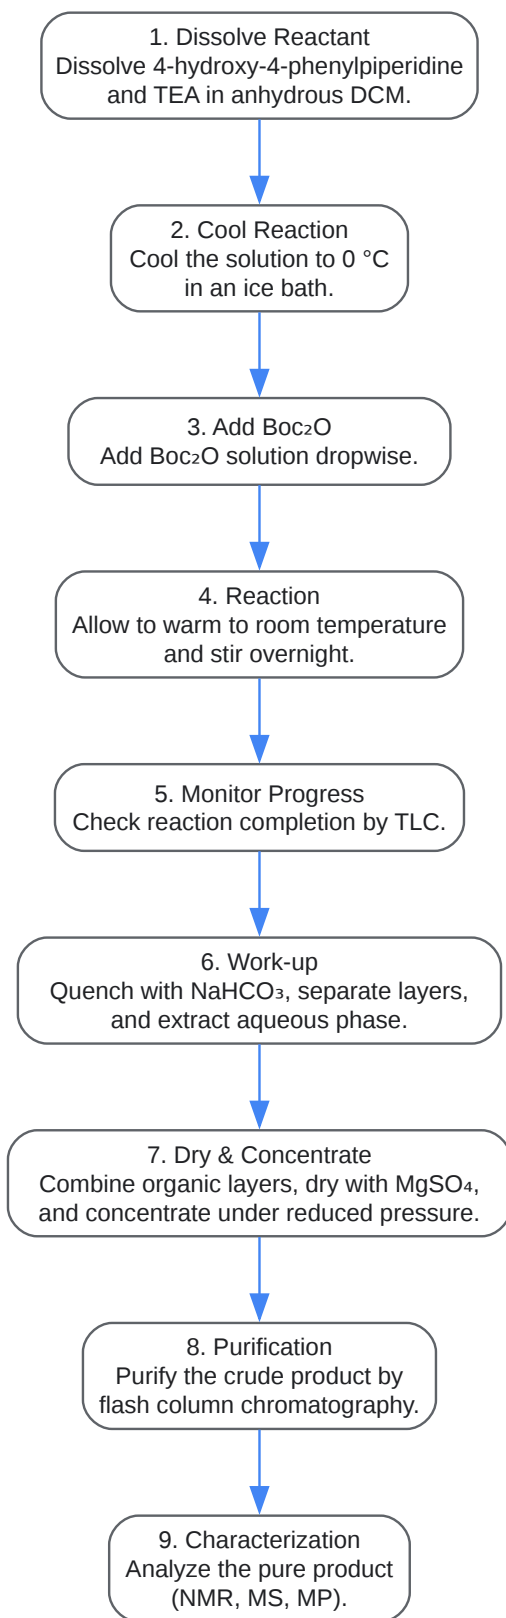 1. Dissolve Reactant
Dissolve 4-hydroxy-4-phenylpiperidine
and TEA in anhydrous DCM.
2. Cool Reaction
Cool the solution to 0 °C
in an ice bath.
3. Add Boc₂O
Add Boc₂O solution dropwise.
4. Reaction
Allow to warm to room temperature
and stir overnight.
5. Monitor Progress
Check reaction completion by TLC.
6. Work-up
Quench with NaHCO₃, separate layers,
and extract aqueous phase.
7. Dry & Concentrate
Combine organic layers, dry with MgSO₄,
and concentrate under reduced pressure.
8. Purification
Purify the crude product by
flash column chromatography.
9. Characterization
Analyze the pure product
(NMR, MS, MP).